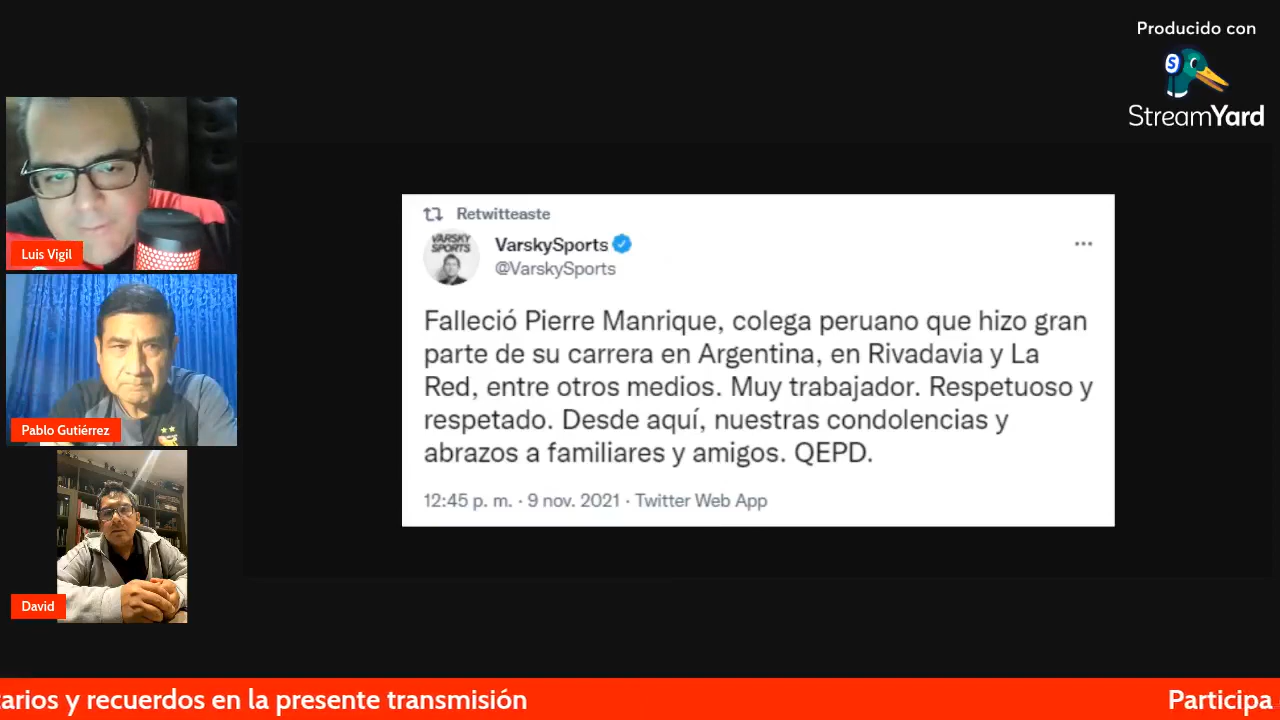 Producido con
S
StreamYard
Luis Vigil
Pablo Gutiérrez
David
Retwitteaste
VARSKY
SPORTS
VarskySports
@VarskySports
Falleció Pierre Manrique, colega peruano que hizo gran
parte de su carrera en Argentina, en Rivadavia y La
Red, entre otros medios. Muy trabajador. Respetuoso y
respetado. Desde aquí, nuestras condolencias y
abrazos a familiares y amigos. QEPD.
12:45 p. m. · 9 nov. 2021 · Twitter Web App
tarios y recuerdos en la presente transmisión
Participa